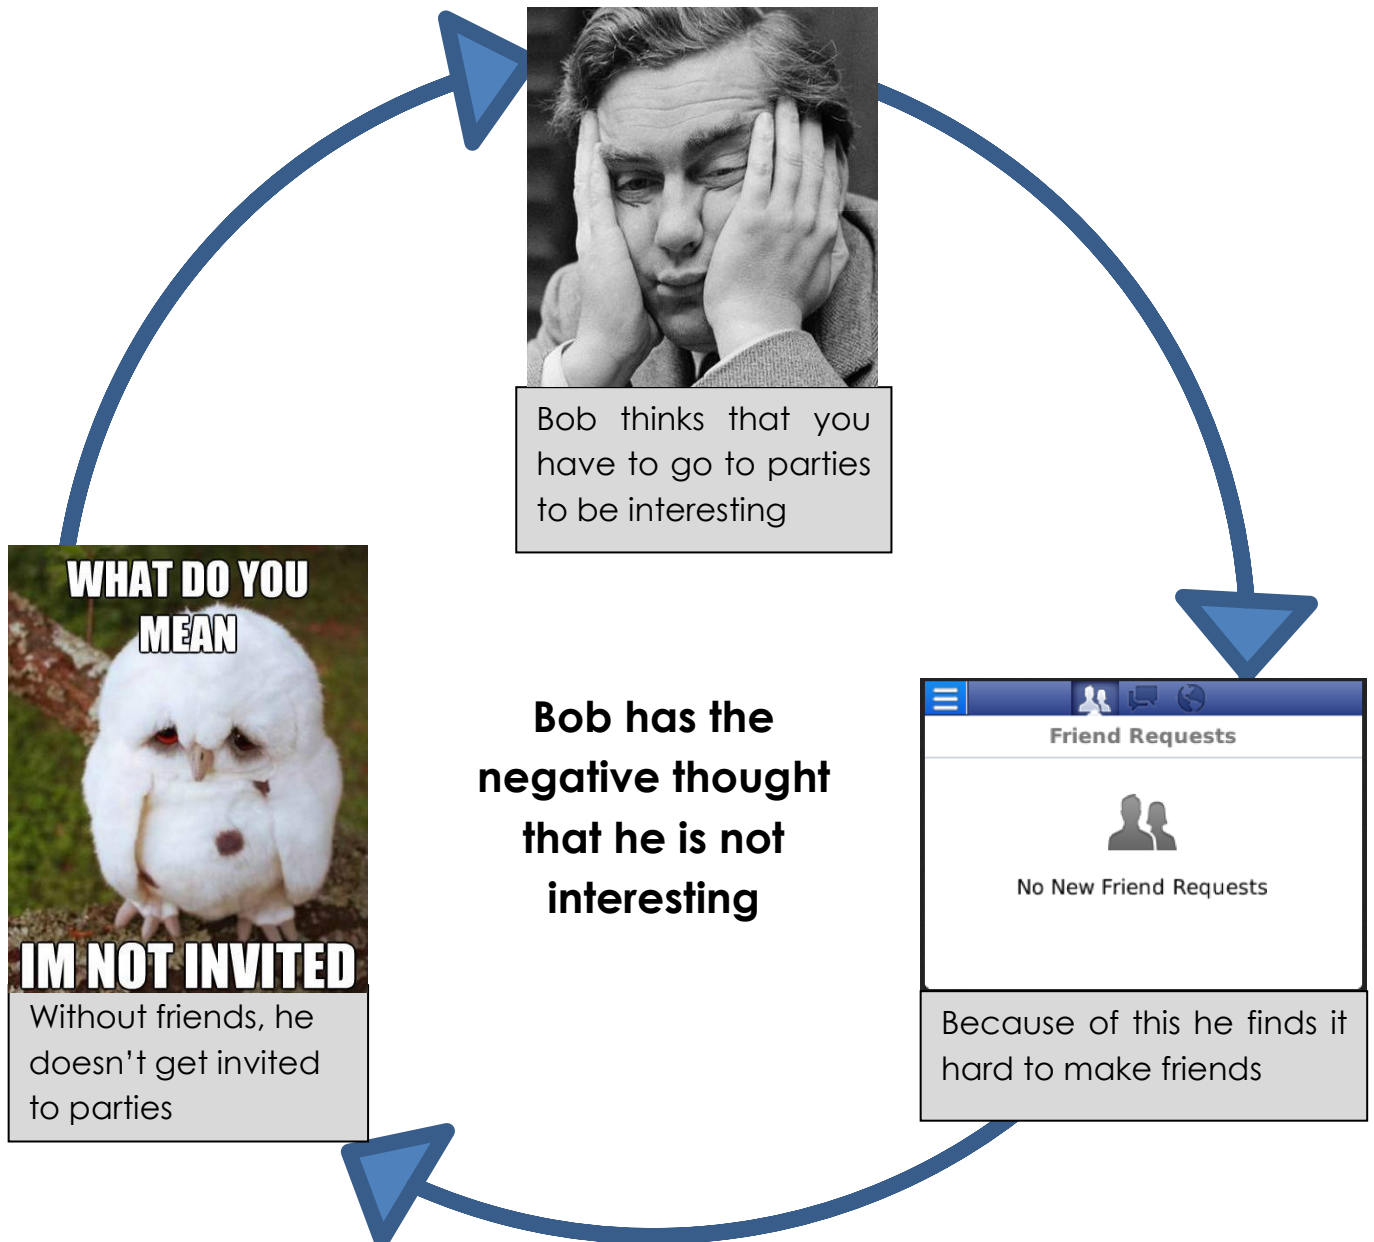 Bob thinks that you
have to go to parties
to be interesting
WHAT DO YOU
MEAN
IM NOT INVITED
Without friends, he
doesn't get invited
to parties
Bob has the
negative thought
that he is not
interesting
Friend Requests
No New Friend Requests
Because of this he finds it
hard to make friends